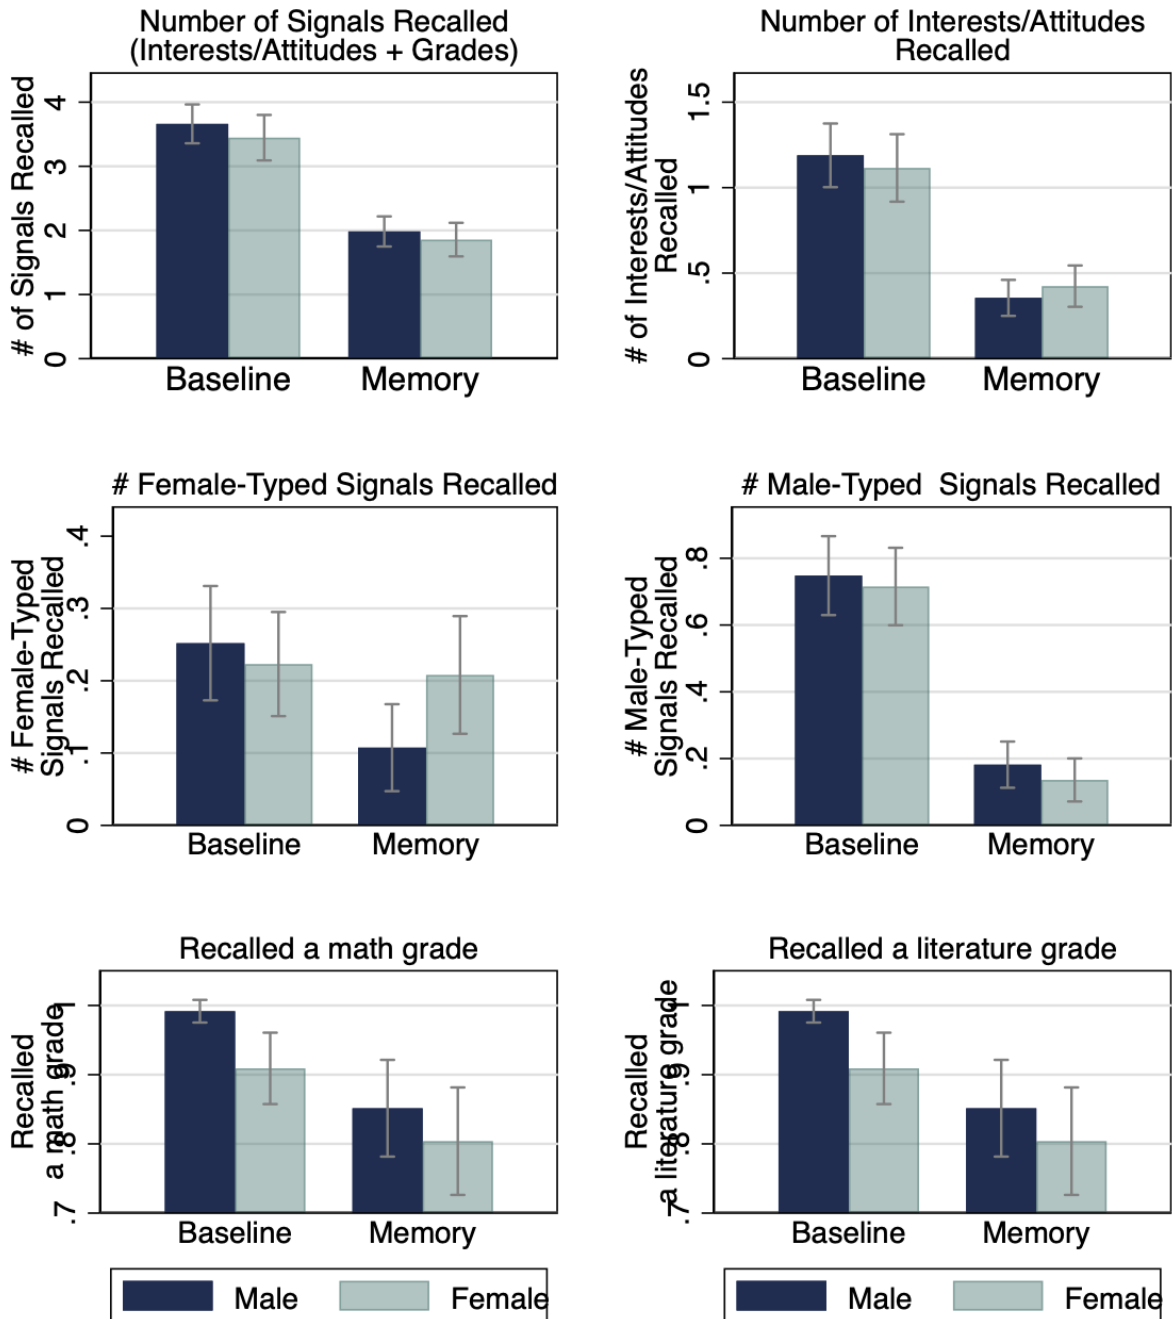 Number of Signals Recalled
(Interests/Attitudes + Grades)
# of Signals Recalled
4
3
2
1
0
Baseline
Memory
Number of Interests/Attitudes
Recalled
# of Interests/Attitudes
Recalled
1.5
1
.5
0
Baseline
Memory
# Female-Typed Signals Recalled
# Female-Typed
Signals Recalled
.4
.3
.2
.1
0
Baseline
Memory
# Male-Typed  Signals Recalled
# Male-Typed
Signals Recalled
.8
.6
.4
.2
0
Baseline
Memory
Recalled a math grade
Recalled
a math grade
1
.9
.8
.7
Baseline
Memory
Male
Female
Recalled a literature grade
Recalled
a literature grade
1
.9
.8
.7
Baseline
Memory
Male
Female